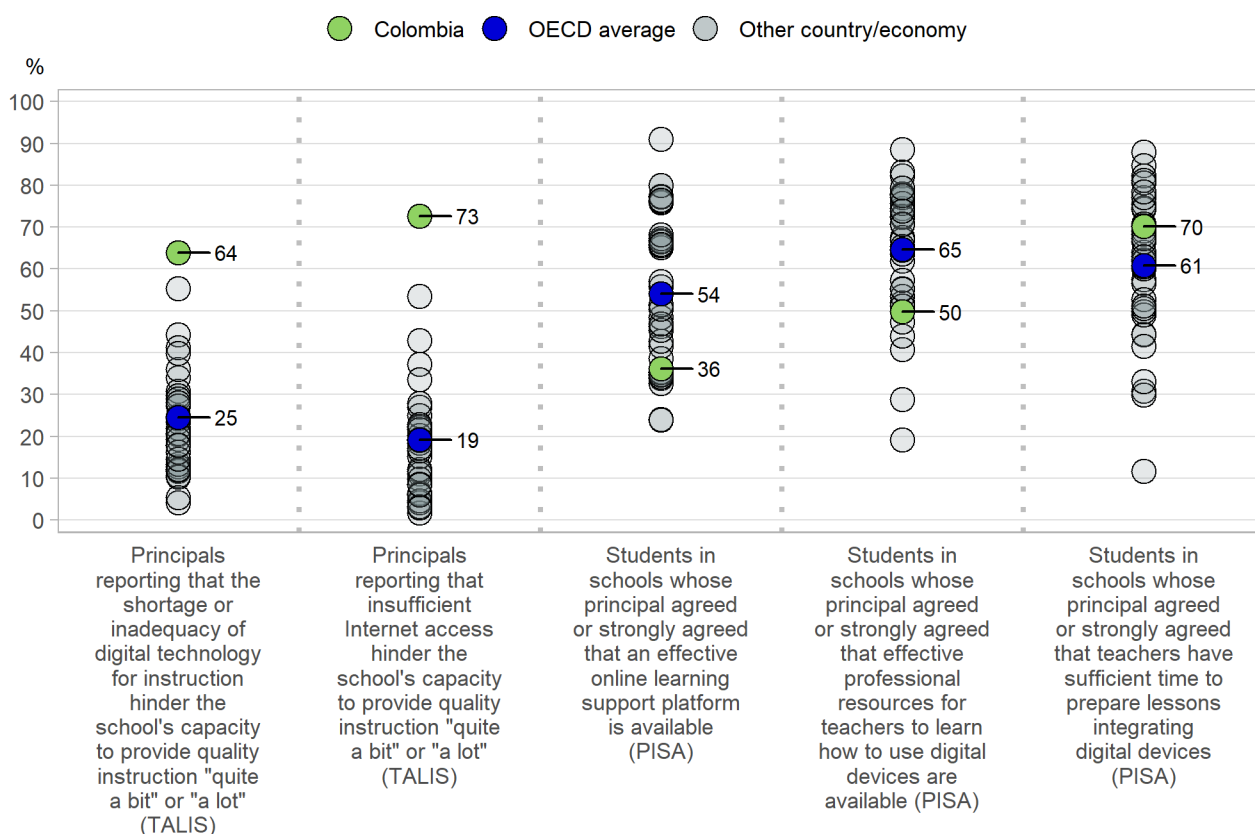 Colombia OECD average Other country/economy
%
100
90
80
70
60
50
40
30
20
10
0
64
25
73
19
54
36
65
50
70
61
Principals
reporting that the
shortage or
inadequacy of
digital technology
for instruction
hinder the
school's capacity
to provide quality
instruction "quite
a bit" or "a lot"
(TALIS)
Principals
reporting that
insufficient
Internet access
hinder the
school's capacity
to provide quality
instruction "quite
a bit" or "a lot"
(TALIS)
Students in
schools whose
principal agreed
or strongly agreed
that an effective
online learning
support platform
is available
(PISA)
Students in
schools whose
principal agreed
or strongly agreed
that effective
professional
resources for
teachers to learn
how to use digital
devices are
available (PISA)
Students in
schools whose
principal agreed
or strongly agreed
that teachers have
sufficient time to
prepare lessons
integrating
digital devices
(PISA)